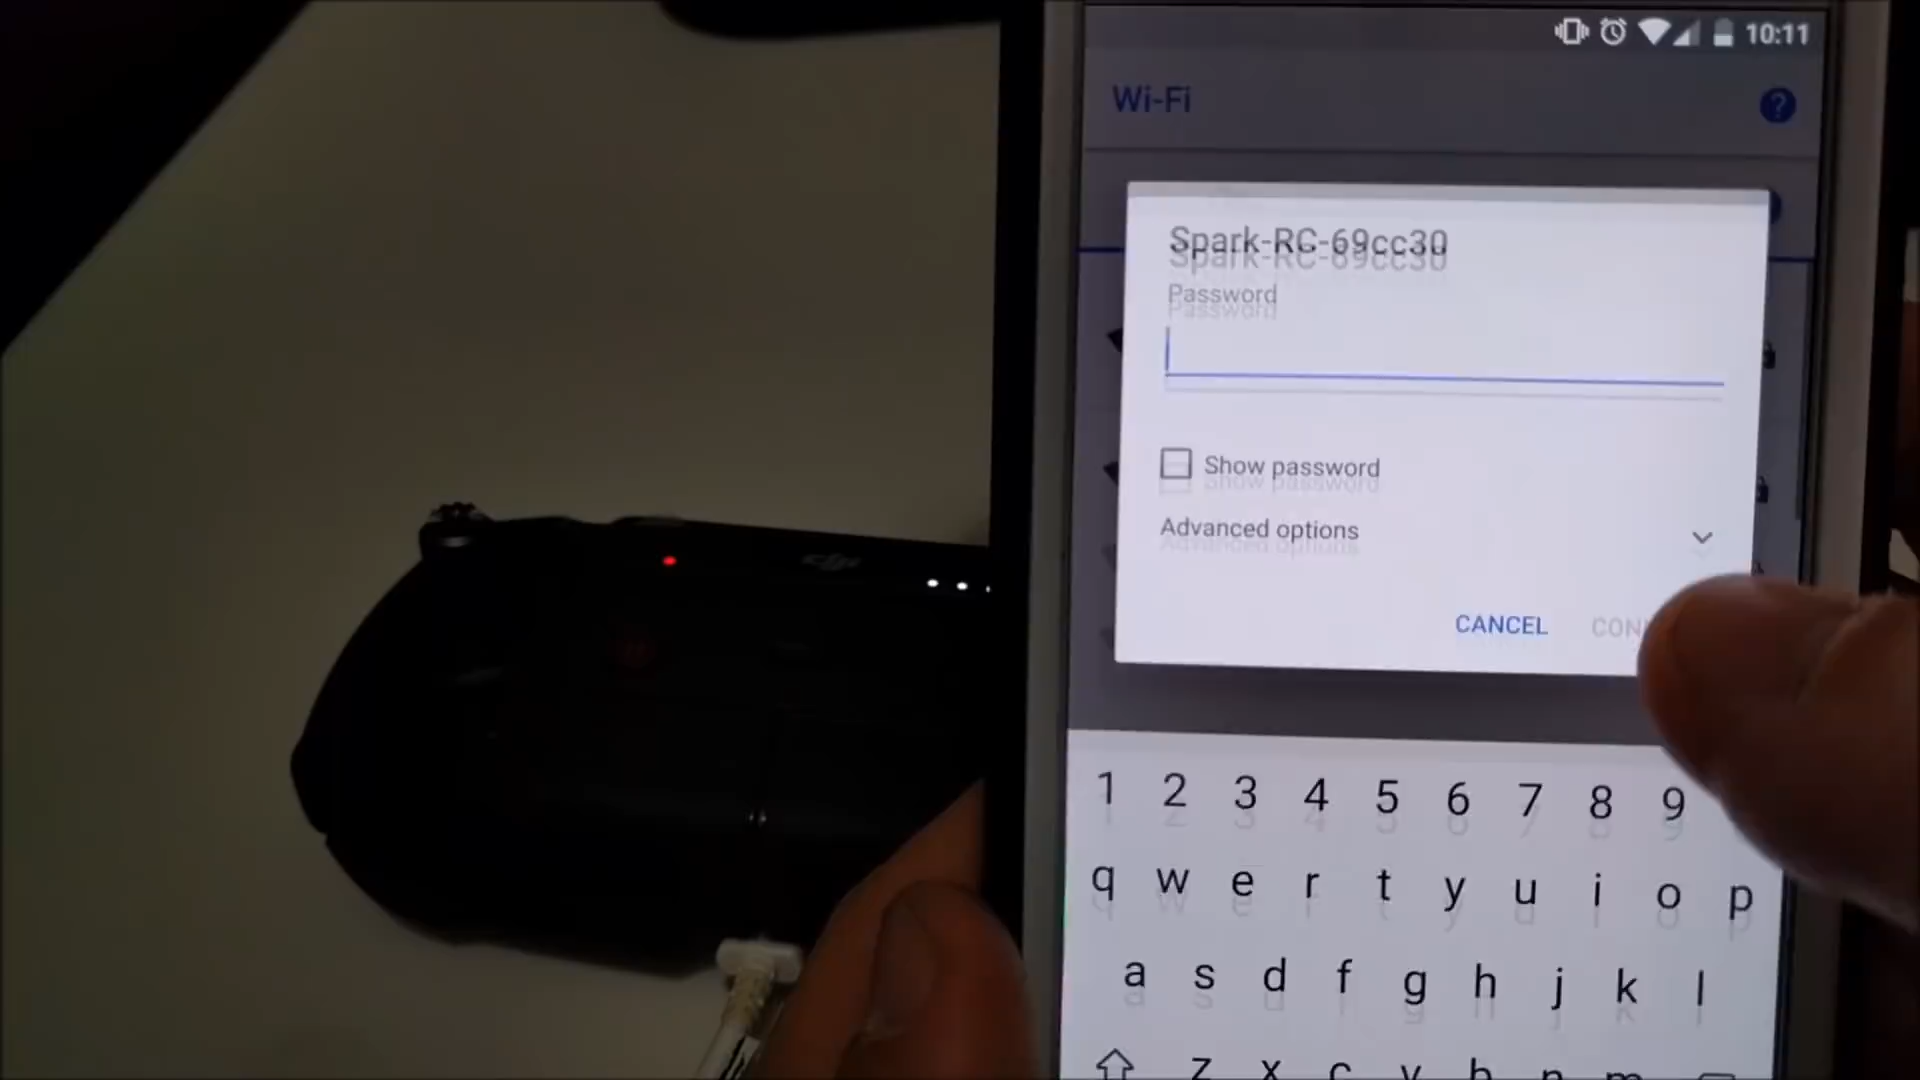 10:11
Wi-Fi
?
Spark-RC-69cc30
Password
Show password
Advanced options
CANCEL
1 2 3 4 5 6 7 8 9
q w e r t y u i o p
a s d f g h j k l
z x c v b n m